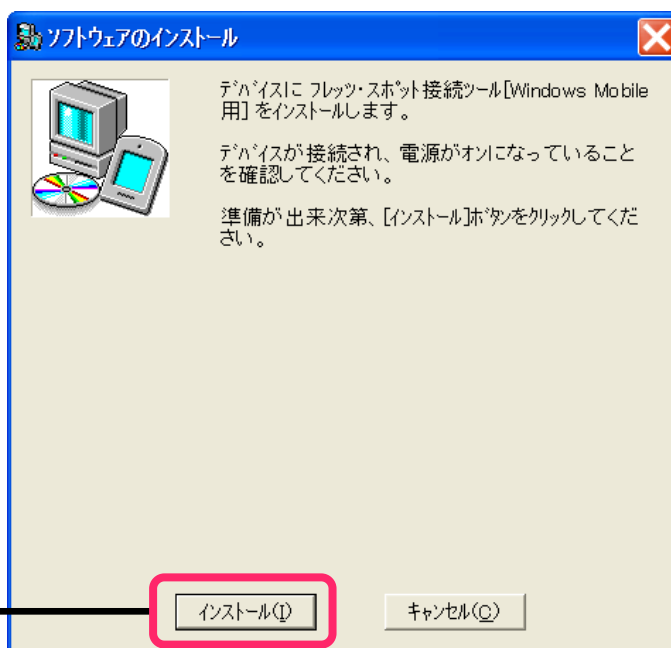 ソフトウェアのインストール
デバイスに フレッツ・スポット接続ツール[Windows Mobile
用] をインストールします。
デバイスが接続され、電源がオンになっていること
を確認してください。
準備が出来次第、[インストール]ボタンをクリックしてくだ
さい。
インストール(I)
キャンセル(C)